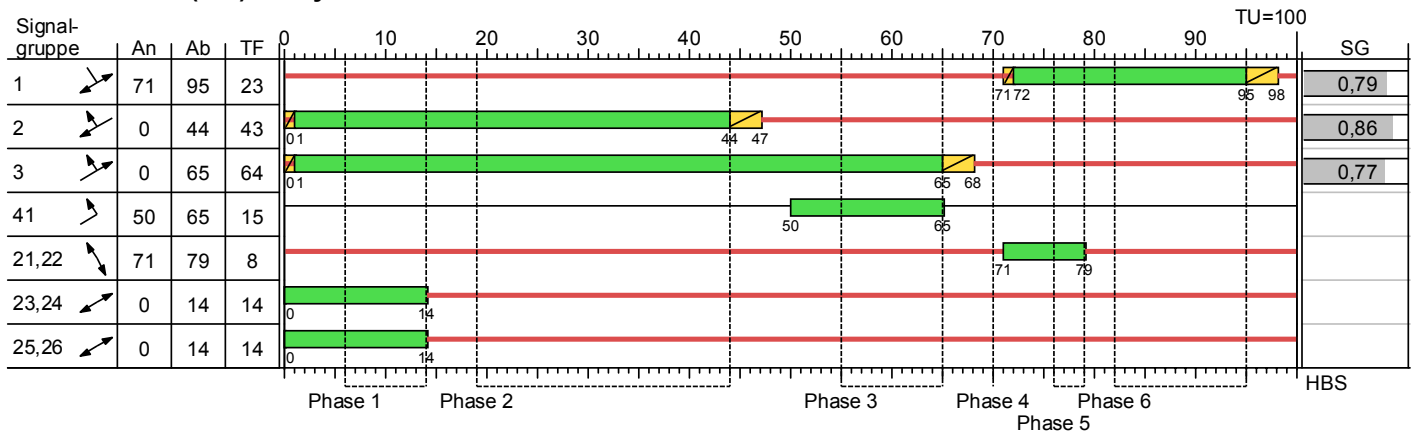 TU=100
Signal-
gruppe An Ab TF 0 10 20 30 40 50 60 70 80 90 SG
1 71 95 23 71 72 95 98 0,79
2 0 44 43 0 1 44 47 0,86
3 0 65 64 0 1 65 68 0,77
41 50 65 15 50 65
21,22 71 79 8 71 79
23,24 0 14 14 0 14
25,26 0 14 14 0 14
HBS
Phase 1 Phase 2 Phase 3 Phase 4 Phase 6
Phase 5